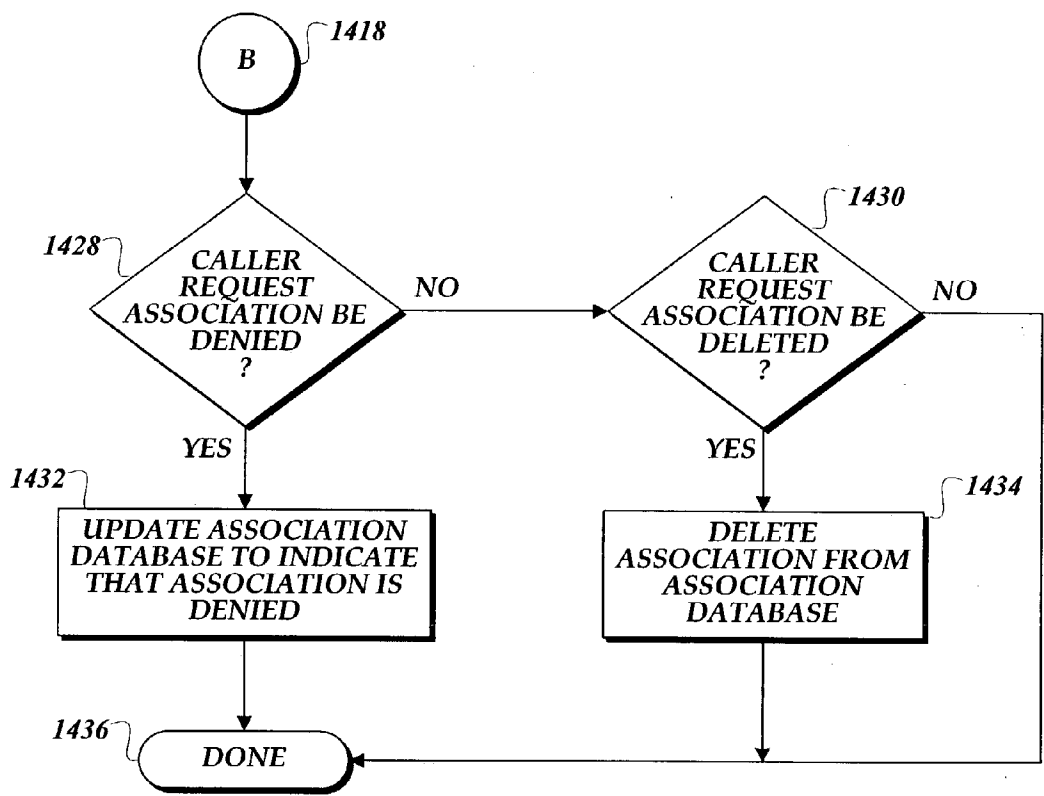 1418
B
1428
CALLER
REQUEST
ASSOCIATION BE
DENIED
?
NO
1430
CALLER
REQUEST
ASSOCIATION BE
DELETED
?
NO
YES
YES
1432
UPDATE ASSOCIATION
DATABASE TO INDICATE
THAT ASSOCIATION IS
DENIED
1434
DELETE
ASSOCIATION FROM
ASSOCIATION
DATABASE
1436
DONE